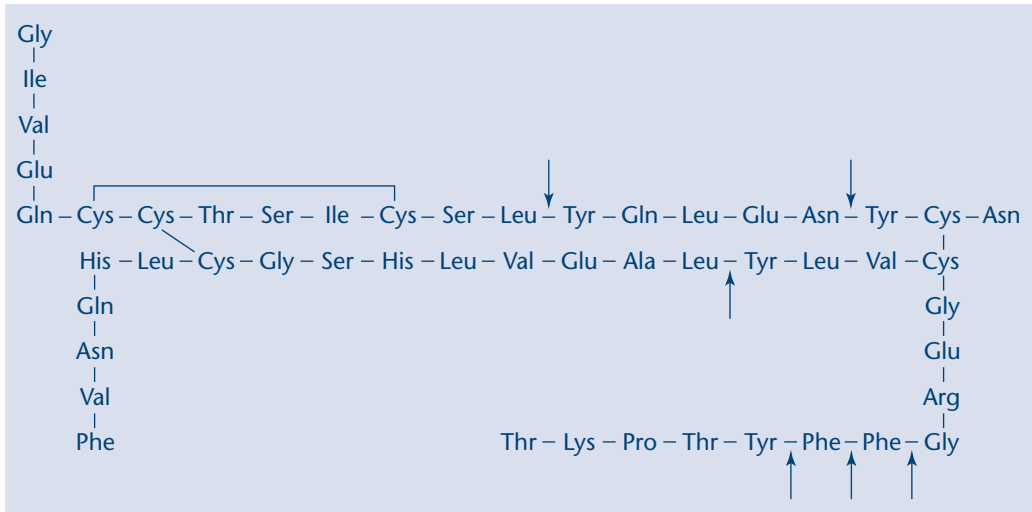 Gly
Ile
Val
Glu
Gln – Cys – Cys – Thr – Ser – Ile – Cys – Ser – Leu – Tyr – Gln – Leu – Glu – Asn – Tyr – Cys – Asn
His – Leu – Cys – Gly – Ser – His – Leu – Val – Glu – Ala – Leu – Tyr – Leu – Val – Cys
Gln
Gly
Asn
Glu
Val
Arg
Phe
Thr – Lys – Pro – Thr – Tyr – Phe – Phe – Gly